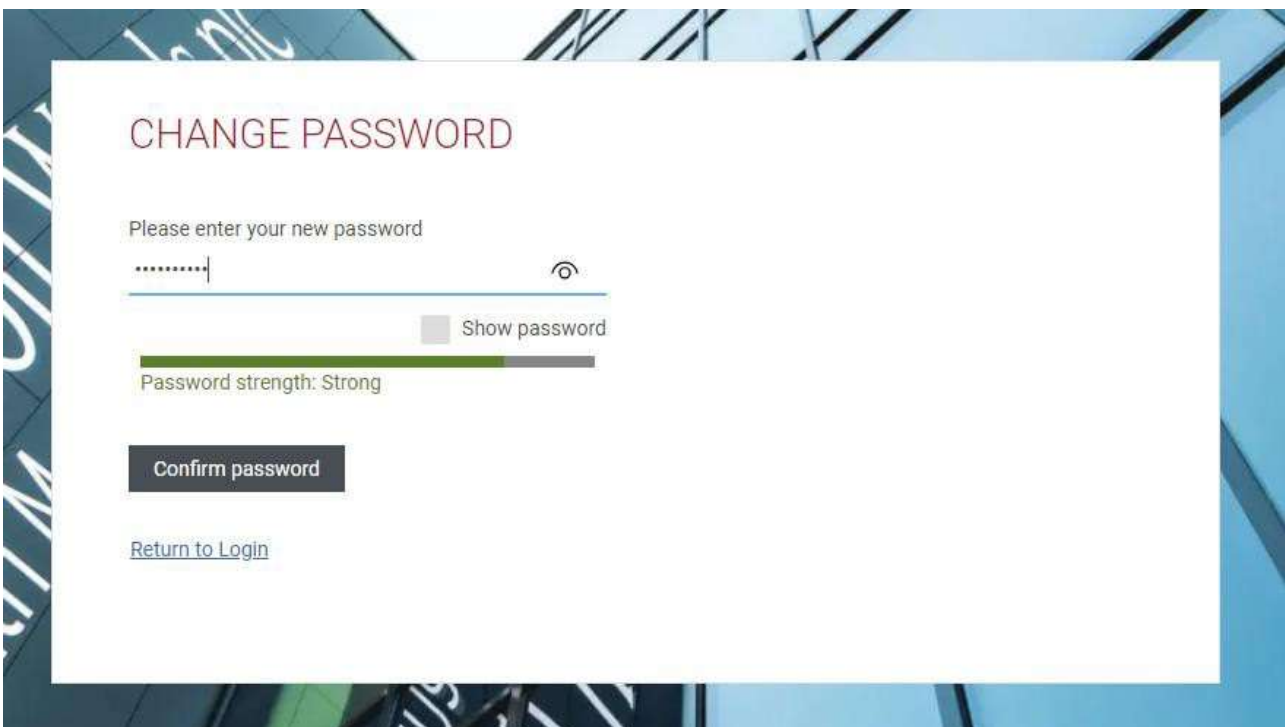 CHANGE PASSWORD
Please enter your new password
••••••••••
Show password
Password strength: Strong
Confirm password
Return to Login